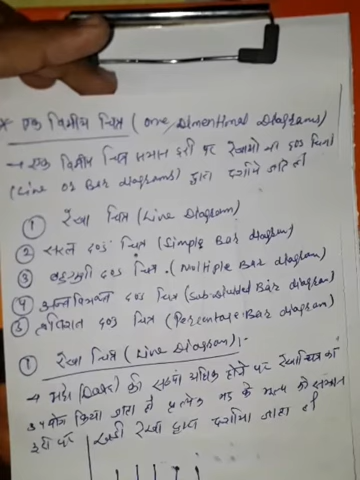 * एक विमीय चित्र (One Dimentional Diagrams)
→ एक विमीय चित्र समान दूरी पर रेखाओं या दण्ड चित्रों
(Line or Bar diagrams) द्वारा दर्शाये जाते हैं
① रेखा चित्र (Line Diagram)
② सरल दण्ड चित्र (Simple Bar diagram)
③ बहुगुणी दण्ड चित्र. (Multiple Bar diagram)
④ अन्तर्विभक्त दण्ड चित्र (Sub-Divided Bar diagram)
⑤ प्रतिशत दण्ड चित्र (Percentage Bar diagram)
① रेखा चित्र (Line Diagram) :-
→ मदों (Data) की संख्या अधिक होने पर रेखाचित्र का
उपयोग किया जाता है प्रत्येक मद के मूल्य को समान
दूरी पर खड़ी रेखा द्वारा दर्शाया जाता है